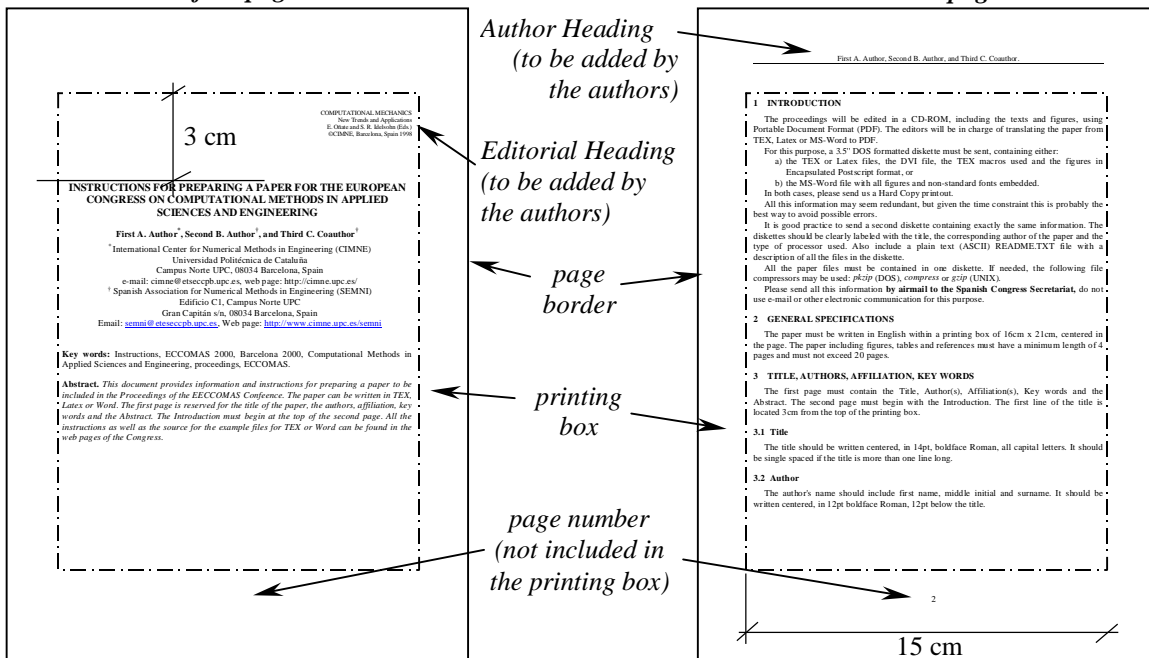 3 cm
COMPUTATIONAL MECHANICS
New Trends and Applications
E. Oñate and S. R. Idelsohn (Eds.)
©CIMNE, Barcelona, Spain 1998
INSTRUCTIONS FOR PREPARING A PAPER FOR THE EUROPEAN
CONGRESS ON COMPUTATIONAL METHODS IN APPLIED
SCIENCES AND ENGINEERING
First A. Author*, Second B. Author†, and Third C. Coauthor†
* International Center for Numerical Methods in Engineering (CIMNE)
Universidad Politécnica de Cataluña
Campus Norte UPC, 08034 Barcelona, Spain
e-mail: cimne@etseccpb.upc.es, web page: http://cimne.upc.es/
† Spanish Association for Numerical Methods in Engineering (SEMNI)
Edificio C1, Campus Norte UPC
Gran Capitán s/n, 08034 Barcelona, Spain
Email: semni@eteseccpb.upc.es, Web page: http://www.cimne.upc.es/semni
Key words: Instructions, ECCOMAS 2000, Barcelona 2000, Computational Methods in
Applied Sciences and Engineering, proceedings, ECCOMAS.
Abstract. This document provides information and instructions for preparing a paper to be
included in the Proceedings of the EECCOMAS Confeence. The paper can be written in TEX,
Latex or Word. The first page is reserved for the title of the paper, the authors, affiliation, key
words and the Abstract. The Introduction must begin at the top of the second page. All the
instructions as well as the source for the example files for TEX or Word can be found in the
web pages of the Congress.
Author Heading
(to be added by
the authors)
Editorial Heading
(to be added by
the authors)
page
border
printing
box
page number
(not included in
the printing box)
First A. Author, Second B. Author, and Third C. Coauthor.
1 INTRODUCTION
The proceedings will be edited in a CD-ROM, including the texts and figures, using
Portable Document Format (PDF). The editors will be in charge of translating the paper from
TEX, Latex or MS-Word to PDF.
For this purpose, a 3.5" DOS formatted diskette must be sent, containing either:
a) the TEX or Latex files, the DVI file, the TEX macros used and the figures in
Encapsulated Postscript format, or
b) the MS-Word file with all figures and non-standard fonts embedded.
In both cases, please send us a Hard Copy printout.
All this information may seem redundant, but given the time constraint this is probably the
best way to avoid possible errors.
It is good practice to send a second diskette containing exactly the same information. The
diskettes should be clearly labeled with the title, the corresponding author of the paper and the
type of processor used. Also include a plain text (ASCII) README.TXT file with a
description of all the files in the diskette.
All the paper files must be contained in one diskette. If needed, the following file
compressors may be used: pkzip (DOS), compress or gzip (UNIX).
Please send all this information by airmail to the Spanish Congress Secretariat, do not
use e-mail or other electronic communication for this purpose.
2 GENERAL SPECIFICATIONS
The paper must be written in English within a printing box of 16cm x 21cm, centered in
the page. The paper including figures, tables and references must have a minimum length of 4
pages and must not exceed 20 pages.
3 TITLE, AUTHORS, AFFILIATION, KEY WORDS
The first page must contain the Title, Author(s), Affiliation(s), Key words and the
Abstract. The second page must begin with the Introduction. The first line of the title is
located 3cm from the top of the printing box.
3.1 Title
The title should be written centered, in 14pt, boldface Roman, all capital letters. It should
be single spaced if the title is more than one line long.
3.2 Author
The author's name should include first name, middle initial and surname. It should be
written centered, in 12pt boldface Roman, 12pt below the title.
2
15 cm